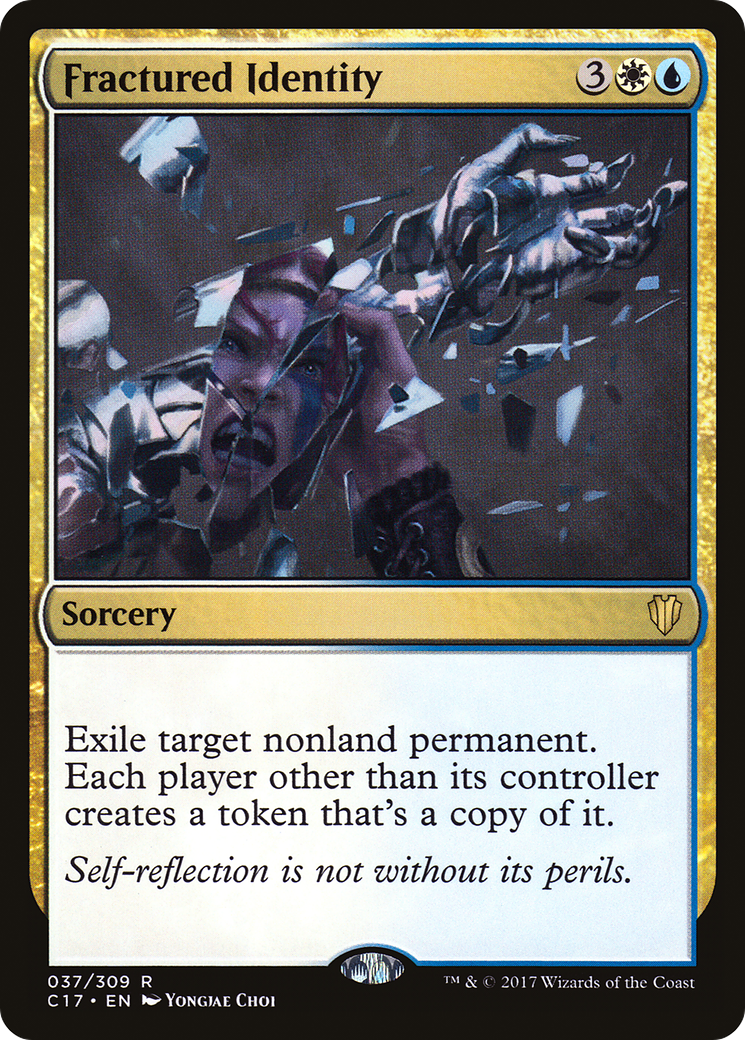 Fractured Identity 3
Sorcery
Exile target nonland permanent.
Each player other than its controller
creates a token that's a copy of it.
Self-reflection is not without its perils.
037/309 R
C17 • EN Yongjae Choi
™ & © 2017 Wizards of the Coast